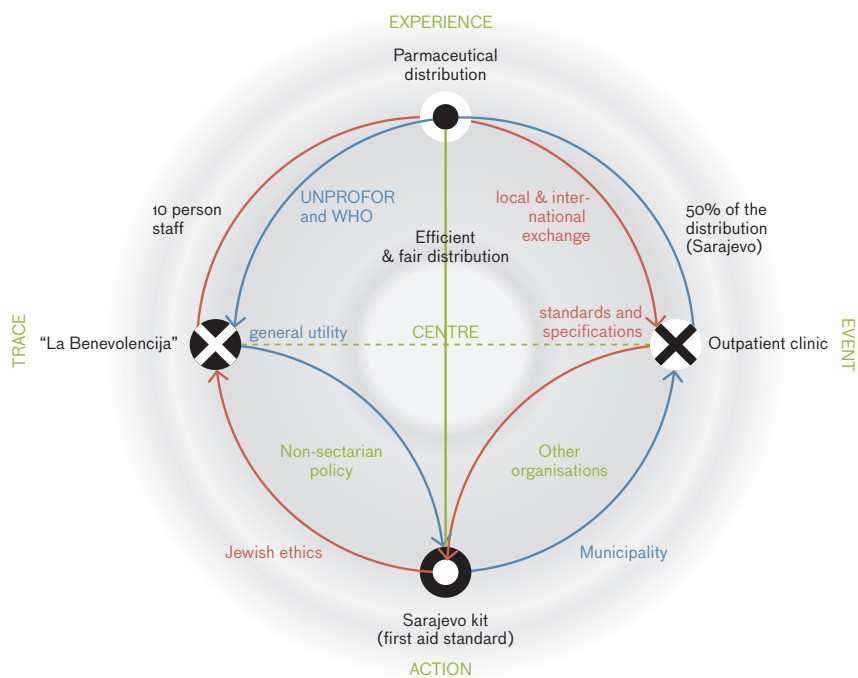 EXPERIENCE
Parmaceutical
distribution
10 person
staff
UNPROFOR
and WHO
local & inter-
national
exchange
50% of the
distribution
(Sarajevo)
Efficient
& fair distribution
TRACE
“La Benevolencija”
general utility
CENTRE
standards and
specifications
Outpatient clinic
EVENT
Non-sectarian
policy
Other
organisations
Jewish ethics
Municipality
Sarajevo kit
(first aid standard)
ACTION